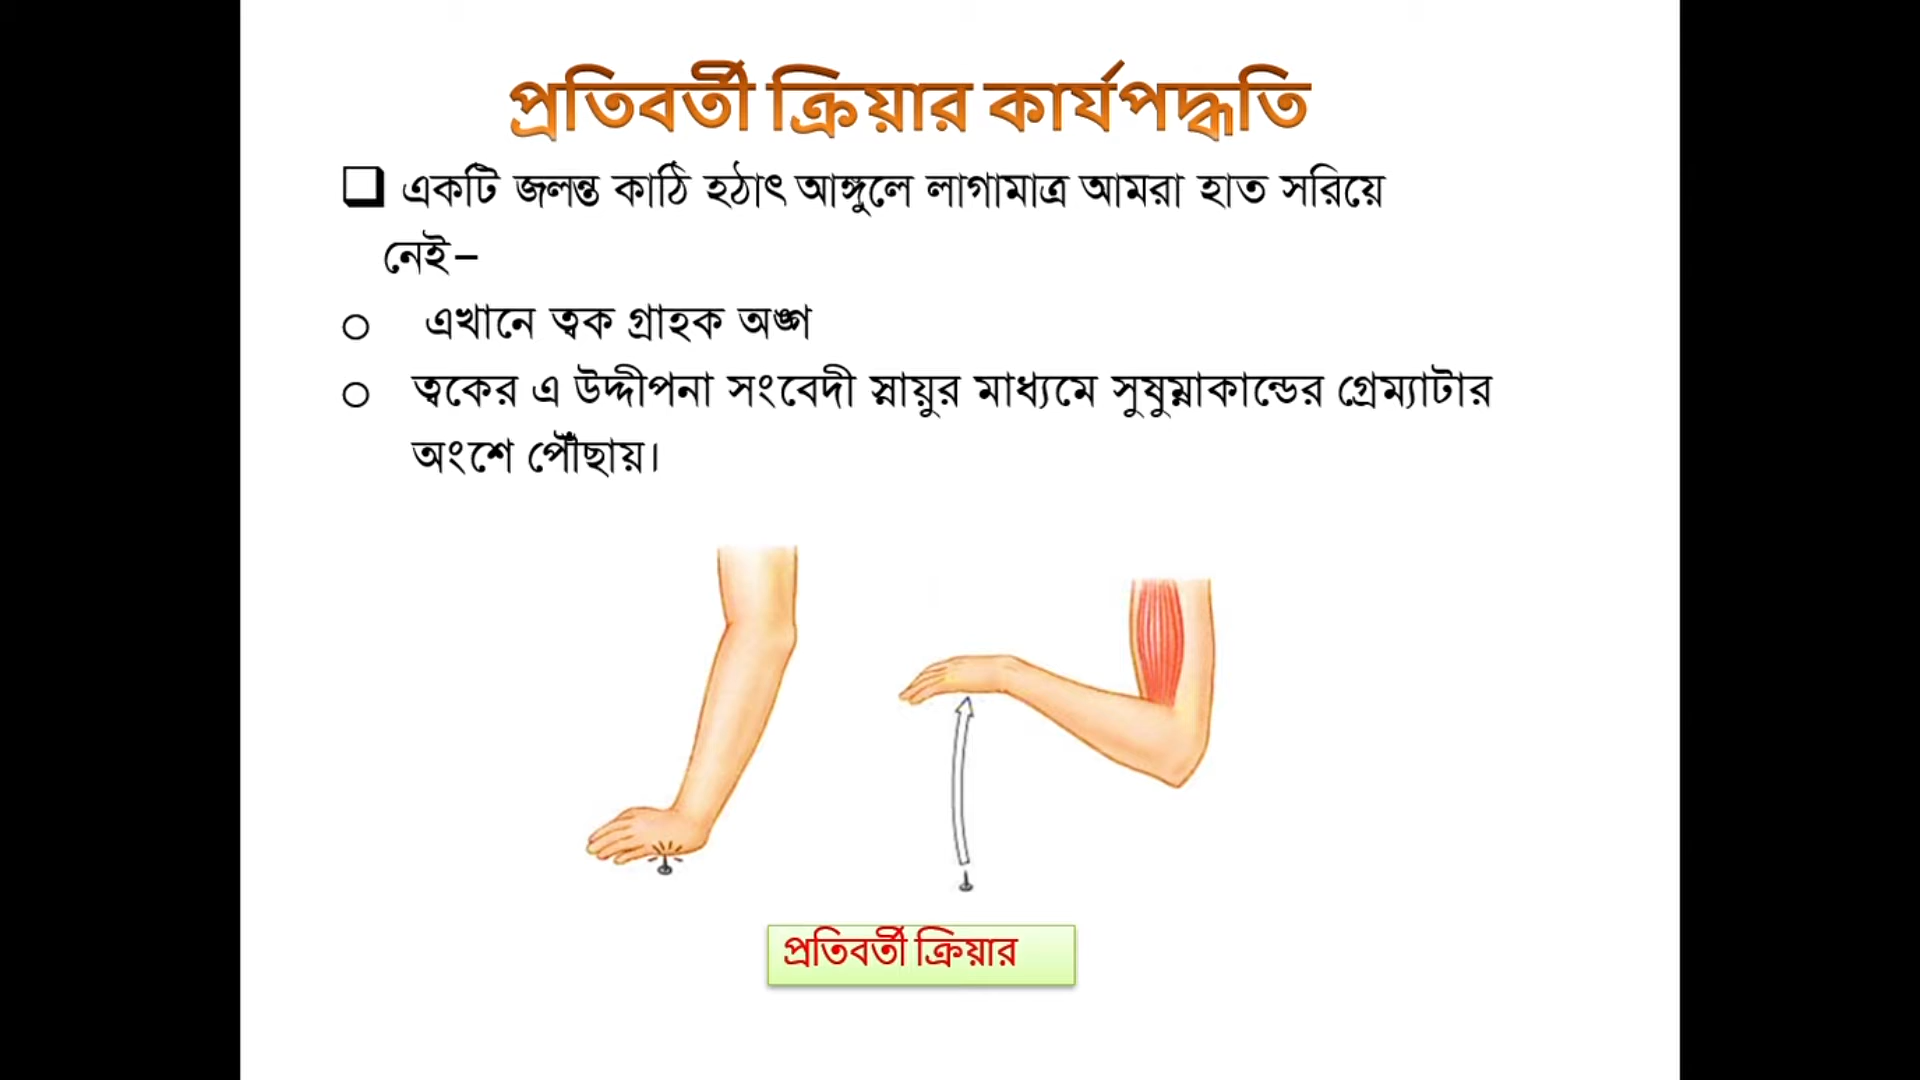 প্রতিবর্তী ক্রিয়ার কার্যপদ্ধতি
একটি জলন্ত কাঠি হঠাৎ আঙ্গুলে লাগামাত্র আমরা হাত সরিয়ে
নেই–
এখানে ত্বক গ্রাহক অঙ্গ
ত্বকের এ উদ্দীপনা সংবেদী স্নায়ুর মাধ্যমে সুষুম্নাকান্ডের গ্রেম্যাটার
অংশে পৌঁছায়।
প্রতিবর্তী ক্রিয়ার